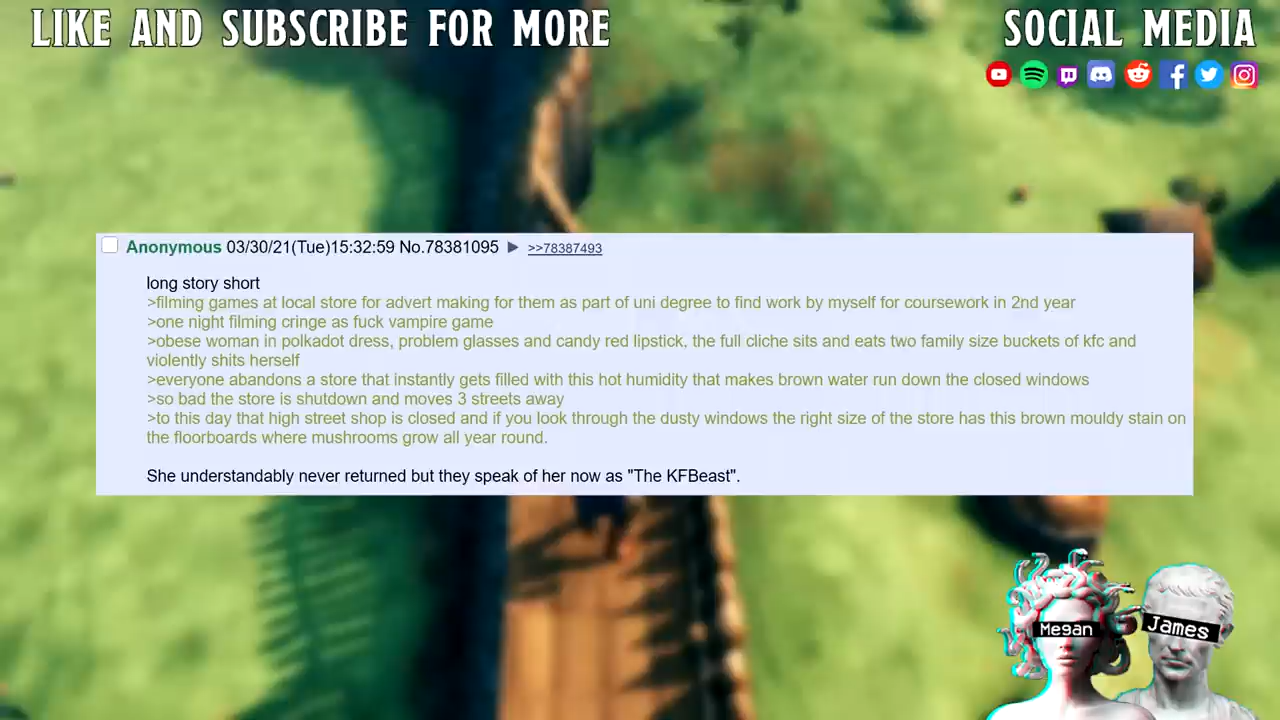 LIKE AND SUBSCRIBE FOR MORE
SOCIAL MEDIA
Anonymous 03/30/21(Tue)15:32:59 No.78381095 ▶ >>78387493
long story short
>filming games at local store for advert making for them as part of uni degree to find work by myself for coursework in 2nd year
>one night filming cringe as fuck vampire game
>obese woman in polkadot dress, problem glasses and candy red lipstick, the full cliche sits and eats two family size buckets of kfc and
violently shits herself
>everyone abandons a store that instantly gets filled with this hot humidity that makes brown water run down the closed windows
>so bad the store is shutdown and moves 3 streets away
>to this day that high street shop is closed and if you look through the dusty windows the right size of the store has this brown mouldy stain on
the floorboards where mushrooms grow all year round.
She understandably never returned but they speak of her now as "The KFBeast".
Megan
James